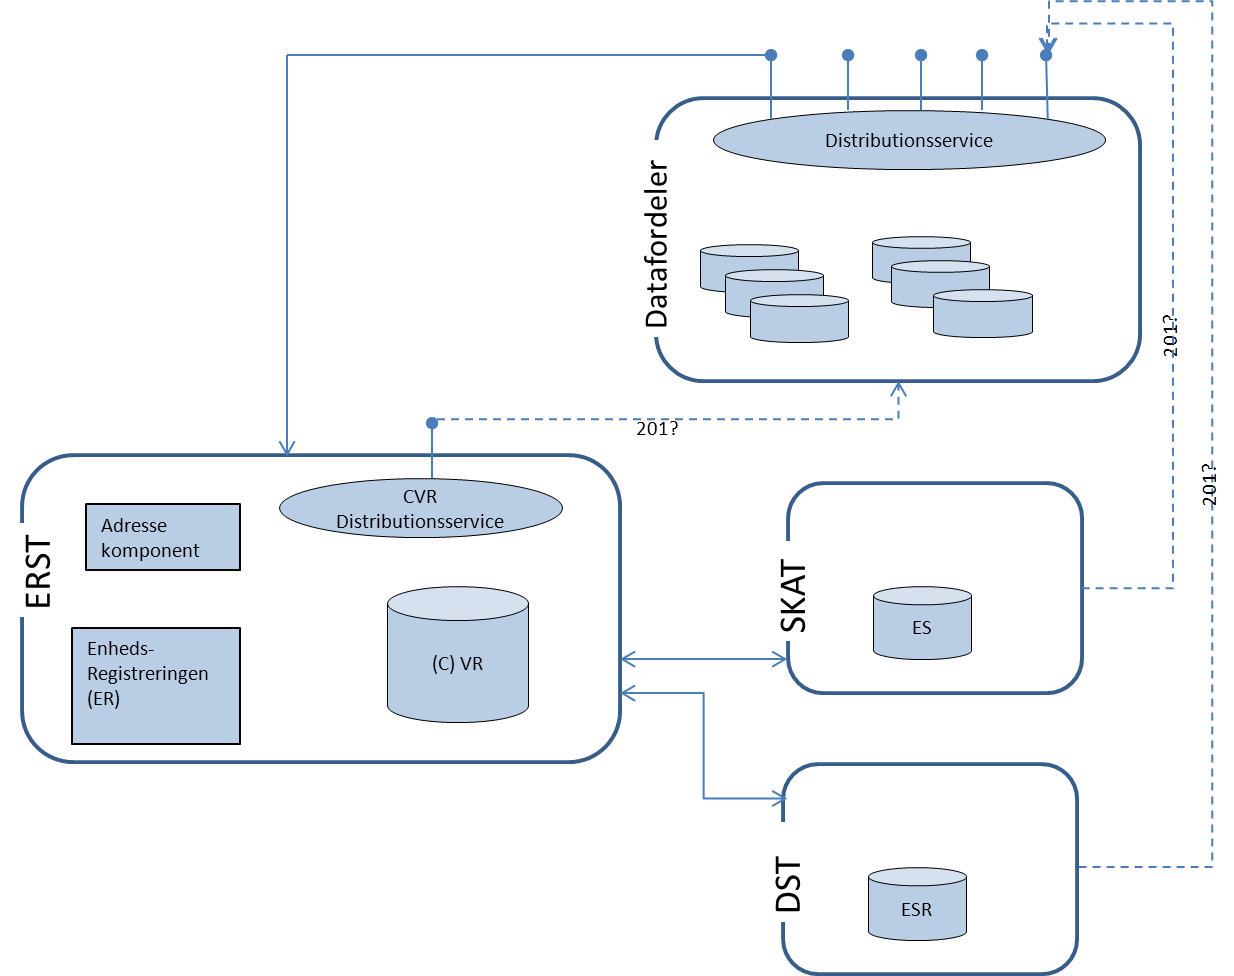 Distributionsservice
Datafordeler
201?
201?
201?
CVR
Distributionsservice
Adresse
komponent
ERST
Enheds-
Registreringen
(ER)
(C) VR
SKAT
ES
DST
ESR